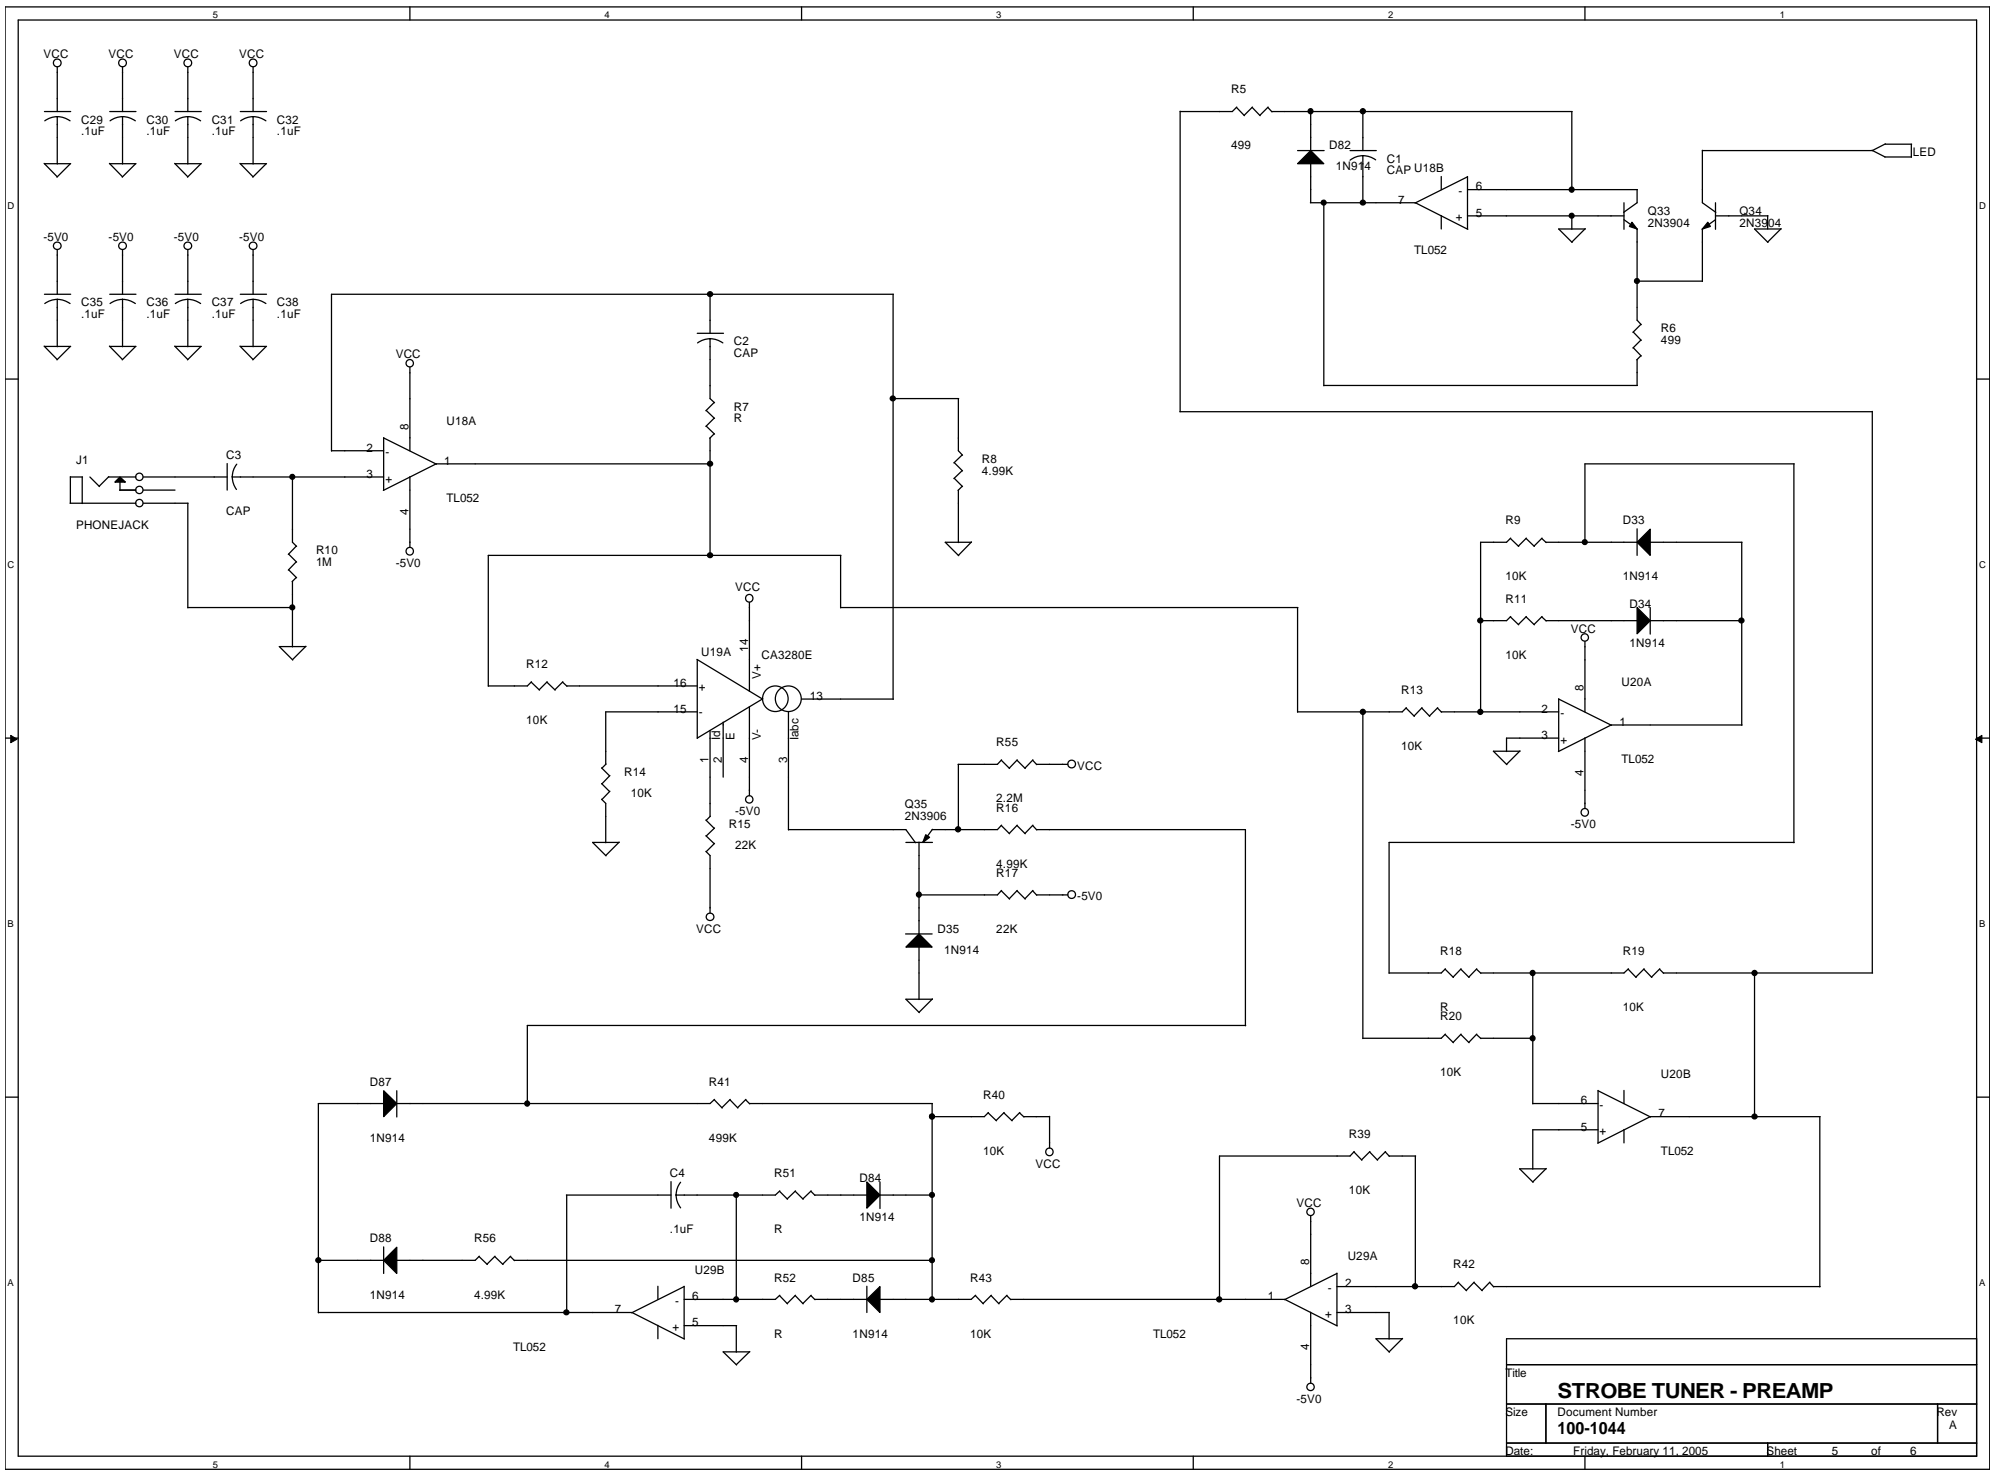 5 4 3 2 1
VCC VCC VCC VCC
C29 .1uF
C30 .1uF
C31 .1uF
C32 .1uF
D
-5V0 -5V0 -5V0 -5V0
C35 .1uF
C36 .1uF
C37 .1uF
C38 .1uF
R5
499
D82
1N914
C1
CAP
U18B
7
6
-
5
+
TL052
Q33
2N3904
Q34
2N3904
LED
D
R6
499
C2
CAP
R7
R
VCC
8
U18A
2
-
3
+
1
4
TL052
-5V0
J1
PHONEJACK
C3
CAP
R10
1M
R8
4.99K
C
R9
10K
D33
1N914
R11
10K
D34
1N914
VCC
8
U20A
R13
10K
2
-
3
+
1
4
TL052
-5V0
C
VCC
14
V+
U19A
CA3280E
R12
10K
16
+
15
-
13
Id
E
V-
Iabc
1
2
4
3
-5V0
R14
10K
R15
22K
VCC
R55
2.2M
VCC
Q35
2N3906
R16
4.99K
R17
22K
-5V0
D35
1N914
B
B
R18
R
R19
10K
R20
10K
U20B
6
-
5
+
7
TL052
D87
1N914
R41
499K
R40
10K
VCC
C4
.1uF
R51
R
D84
1N914
D88
1N914
R56
4.99K
U29B
7
6
-
5
+
TL052
R52
R
D85
1N914
R43
10K
R39
10K
VCC
8
U29A
1
2
-
3
+
4
TL052
-5V0
R42
10K
A
A
Title
STROBE TUNER - PREAMP
Size
Document Number
Rev
100-1044
A
Date: Friday, February 11, 2005 Sheet 5 of 6
5 4 3 2 1